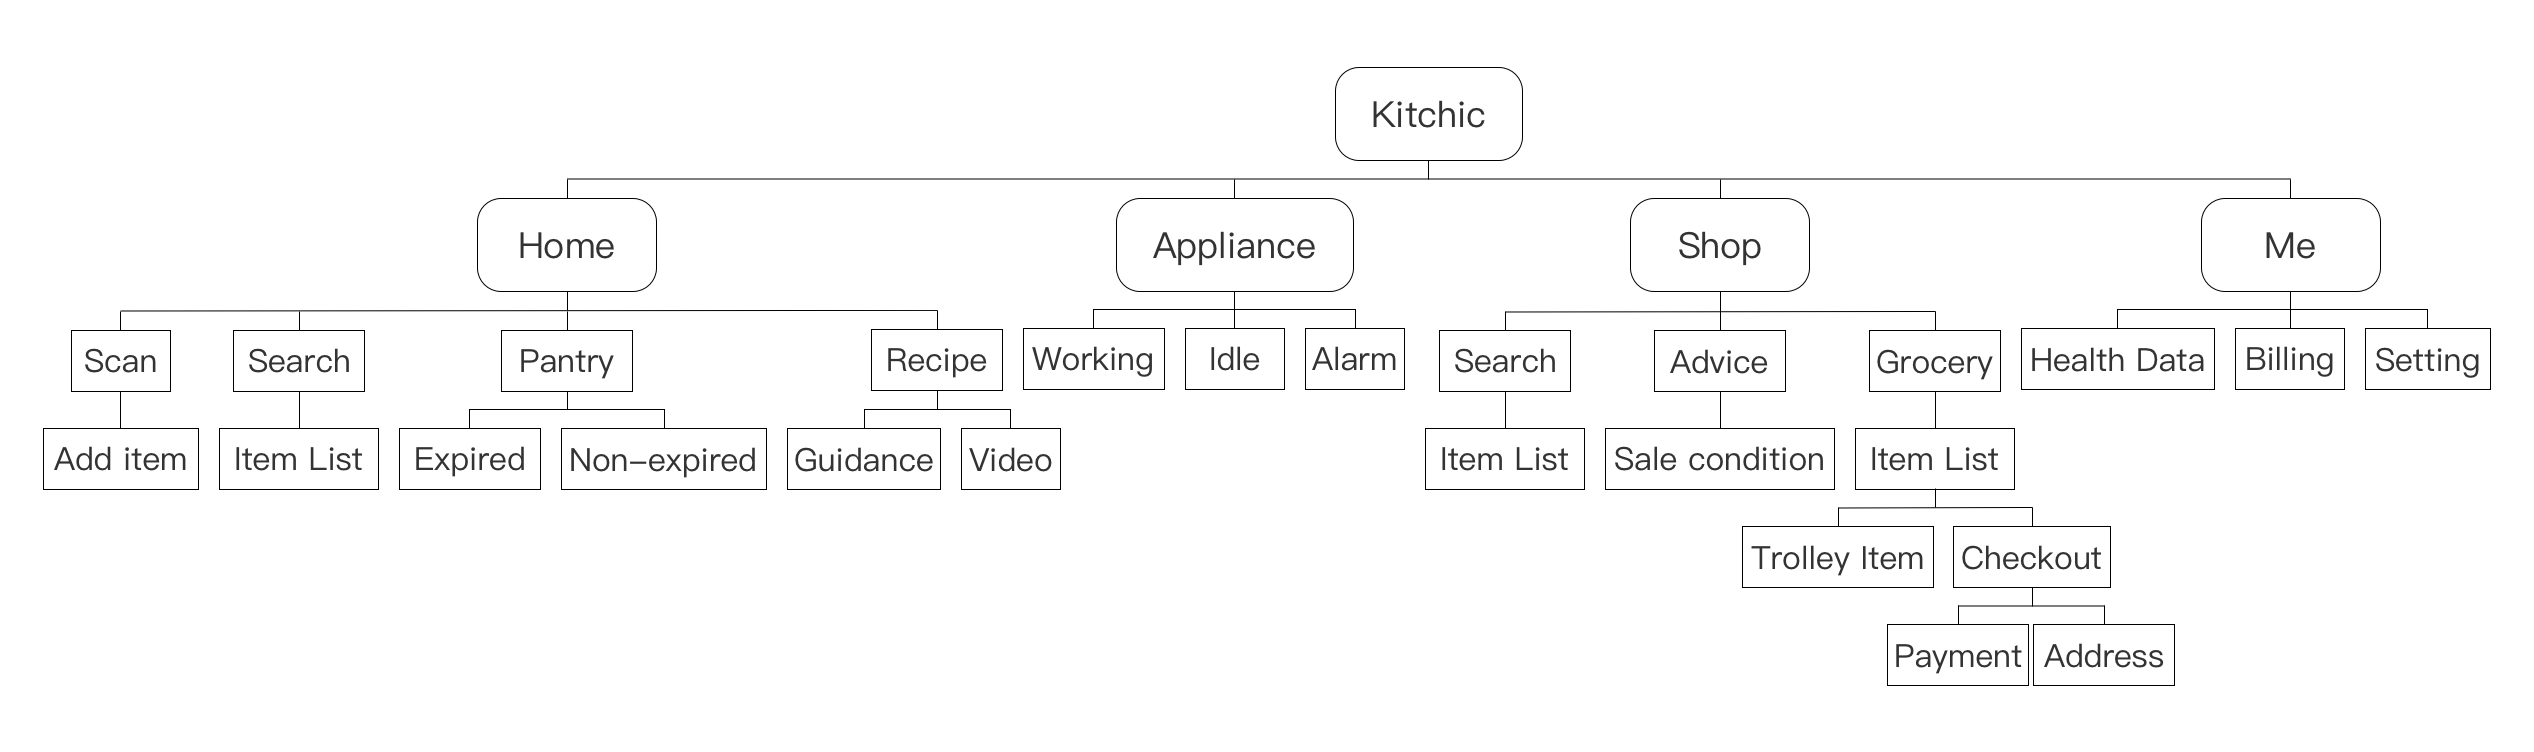 Kitchic
Home
Appliance
Shop
Me
Scan
Search
Pantry
Recipe
Working
Idle
Alarm
Search
Advice
Grocery
Health Data
Billing
Setting
Add item
Item List
Expired
Non-expired
Guidance
Video
Item List
Sale condition
Item List
Trolley Item
Checkout
Payment
Address